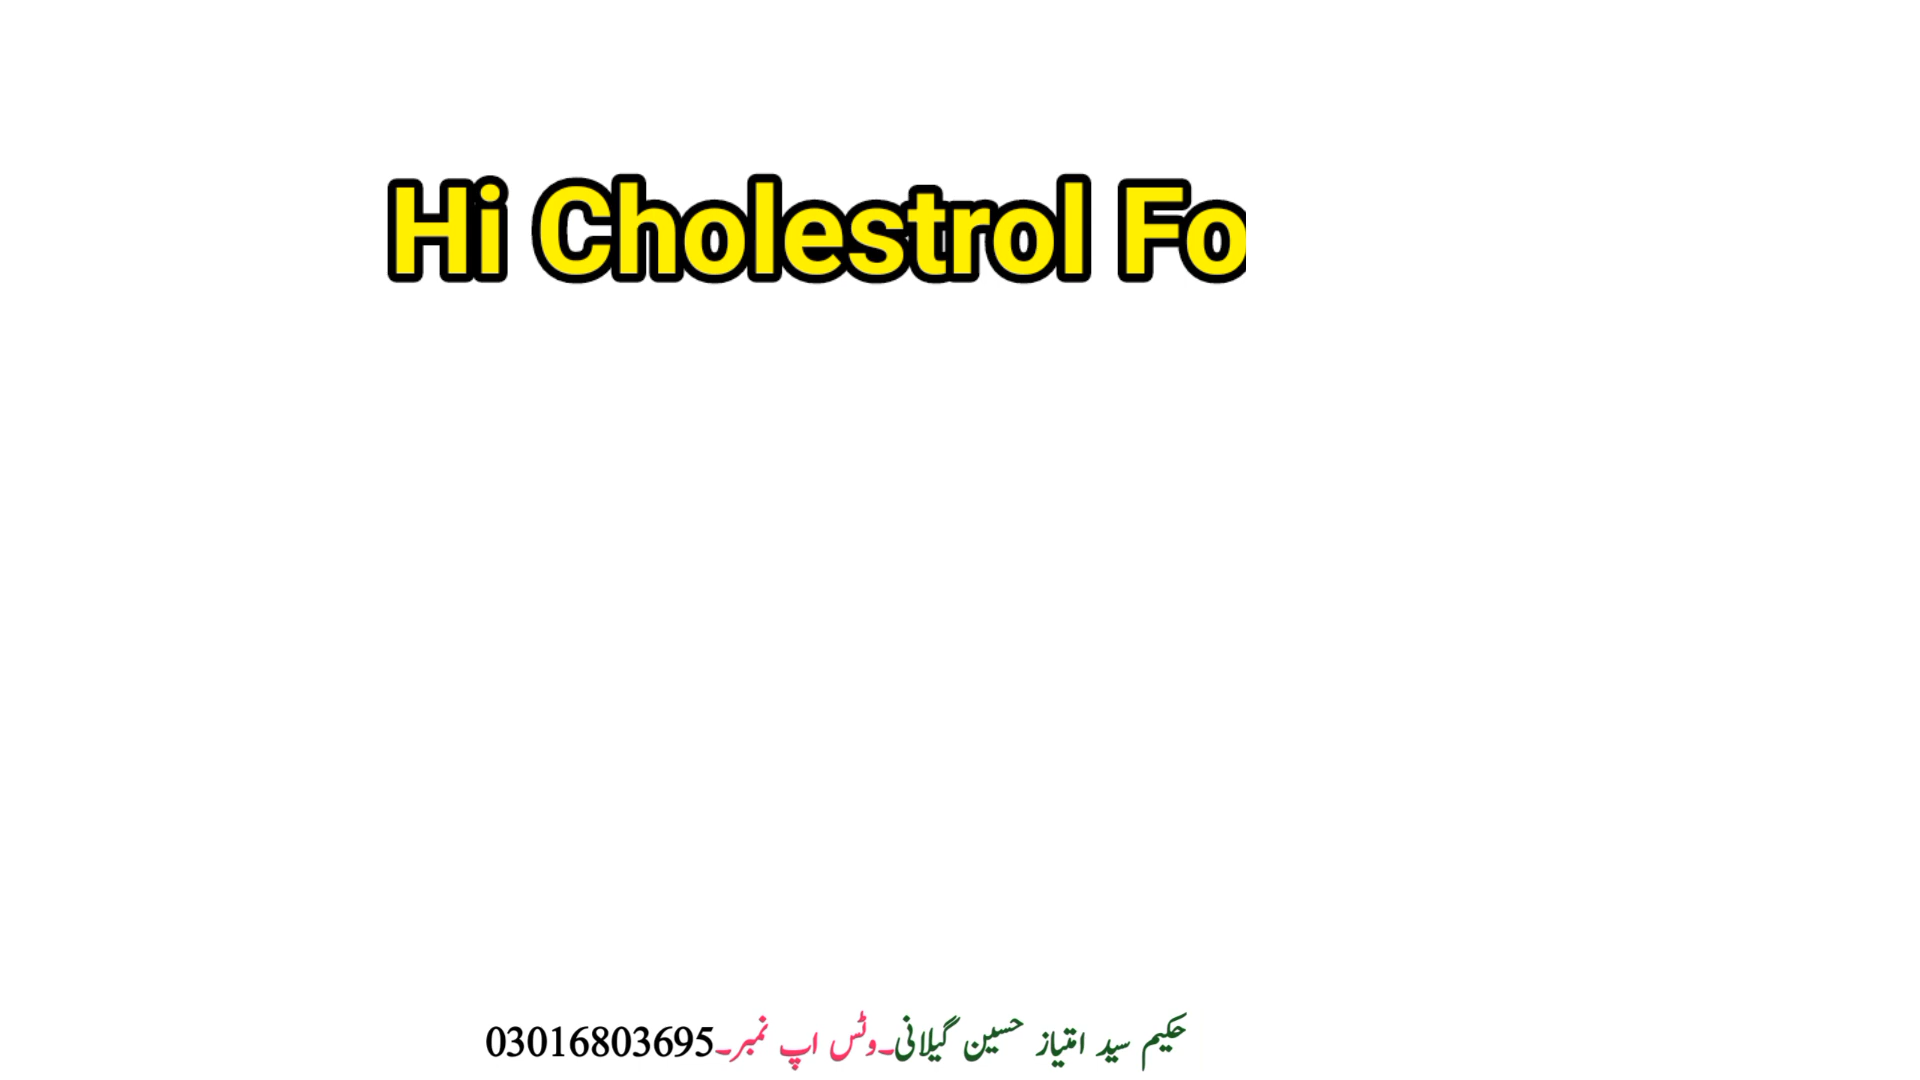 Hi Cholestrol Fo
حکیم سید امتیاز حسین گیلانی۔وٹس اپ نمبر۔03016803695